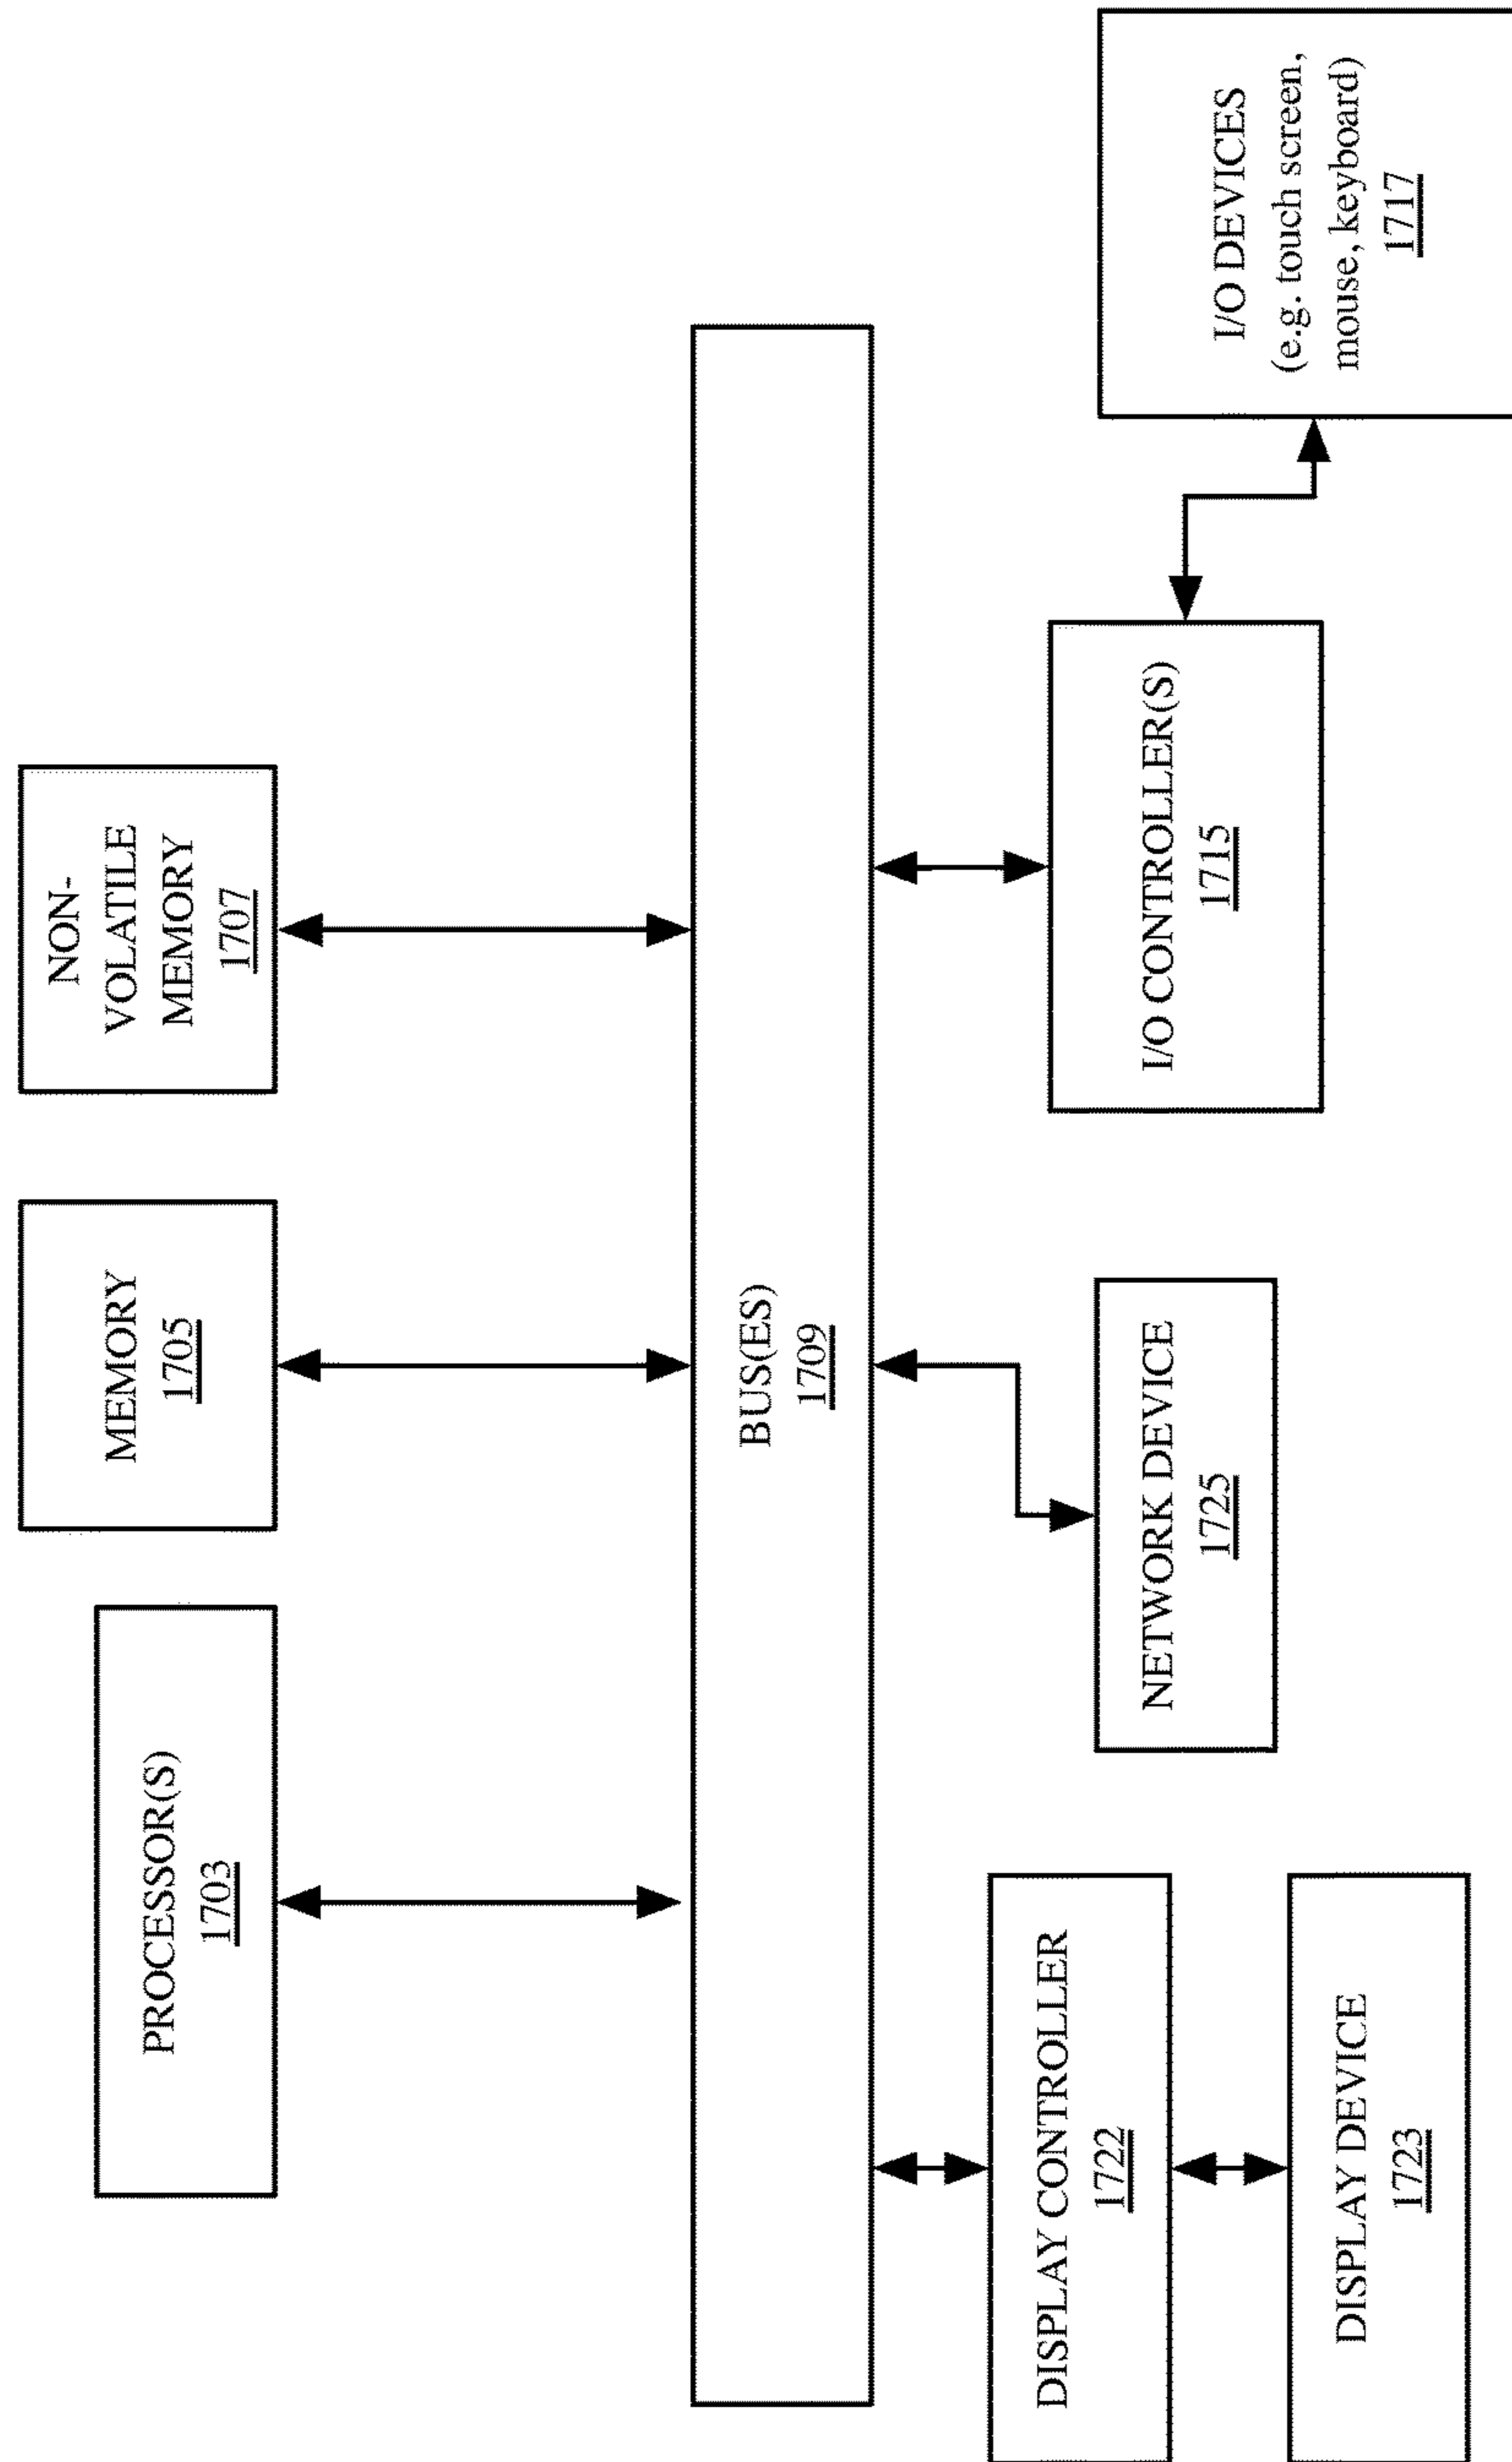 PROCESSOR(S)
1703
MEMORY
1705
NON-
VOLATILE
MEMORY
1707
BUS(ES)
1709
DISPLAY CONTROLLER
1722
DISPLAY DEVICE
1723
NETWORK DEVICE
1725
I/O CONTROLLER(S)
1715
I/O DEVICES
(e.g. touch screen,
mouse, keyboard)
1717